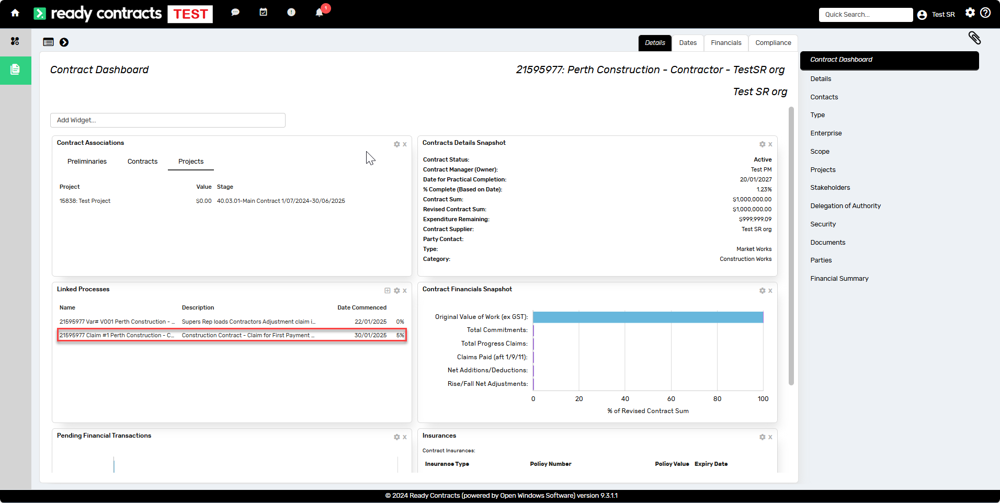 ready contracts TEST
1
Quick Search...
Test SR
Details Dates Financials Compliance
Contract Dashboard
21595977: Perth Construction - Contractor - TestSR org
Test SR org
Add Widget...
Contract Associations
Preliminaries Contracts Projects
Project Value Stage
15838: Test Project $0.00 40.03.01-Main Contract 1/07/2024-30/06/2025
Contracts Details Snapshot
Contract Status: Active
Contract Manager (Owner): Test PM
Date for Practical Completion: 20/01/2027
% Complete (Based on Date): 1.23%
Contract Sum: $1,000,000.00
Revised Contract Sum: $1,000,000.00
Expenditure Remaining: $999,999.09
Contract Supplier: Test SR org
Party Contact:
Type: Market Works
Category: Construction Works
Linked Processes
Name Description Date Commenced
21595977 Var# V001 Perth Construction - ... Supers Rep loads Contractors Adjustment claim i... 22/01/2025 0%
21595977 Claim #1 Perth Construction - C... Construction Contract - Claim for First Payment ... 30/01/2025 5%
Contract Financials Snapshot
Original Value of Work (ex GST):
Total Commitments:
Total Progress Claims:
Claims Paid (aft 1/9/11):
Net Additions/Deductions:
Rise/Fall Net Adjustments:
0 20 40 60 80 100
% of Revised Contract Sum
Pending Financial Transactions
Insurances
Contract Insurances:
Insurance Type Policy Number Policy Value Expiry Date
Contract Dashboard
Details
Contacts
Type
Enterprise
Scope
Projects
Stakeholders
Delegation of Authority
Security
Documents
Parties
Financial Summary
© 2024 Ready Contracts (powered by Open Windows Software) version 9.3.1.1